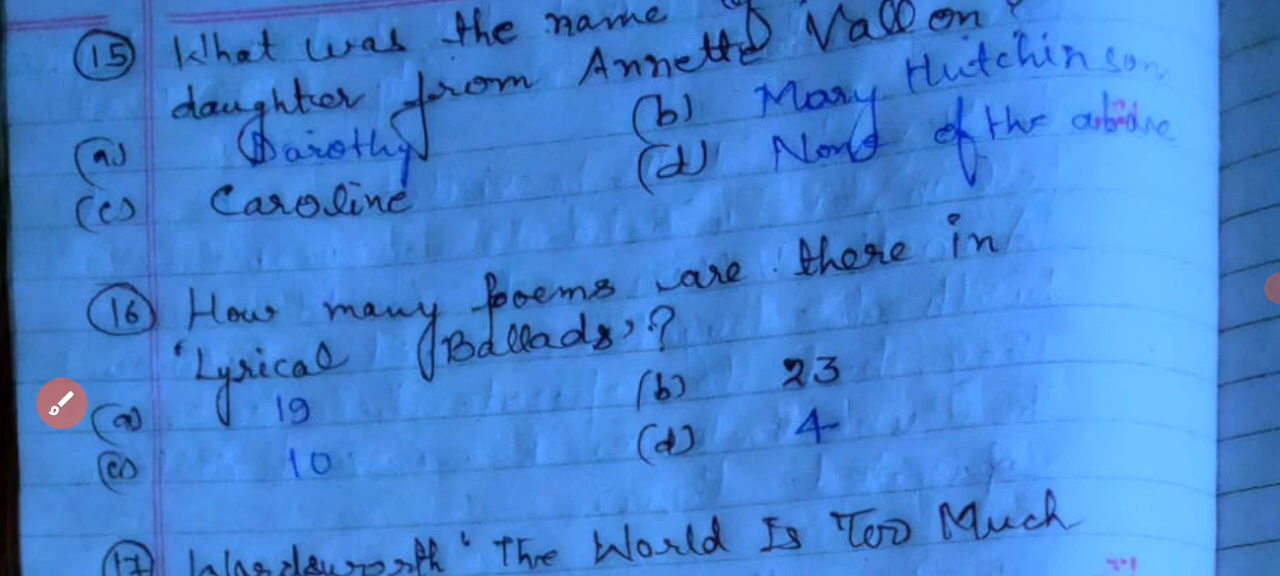 (15) What was the name of
daughter from Annette Vallon?
(a) Darothy (b) Mary Hutchinson
(c) Caroline (d) None of the above
(16) How many poems are there in
'Lyrical Ballads'?
(a) 19 (b) 23
(c) 10 (d) 4
(17) Wordsworth 'The World Is Too Much